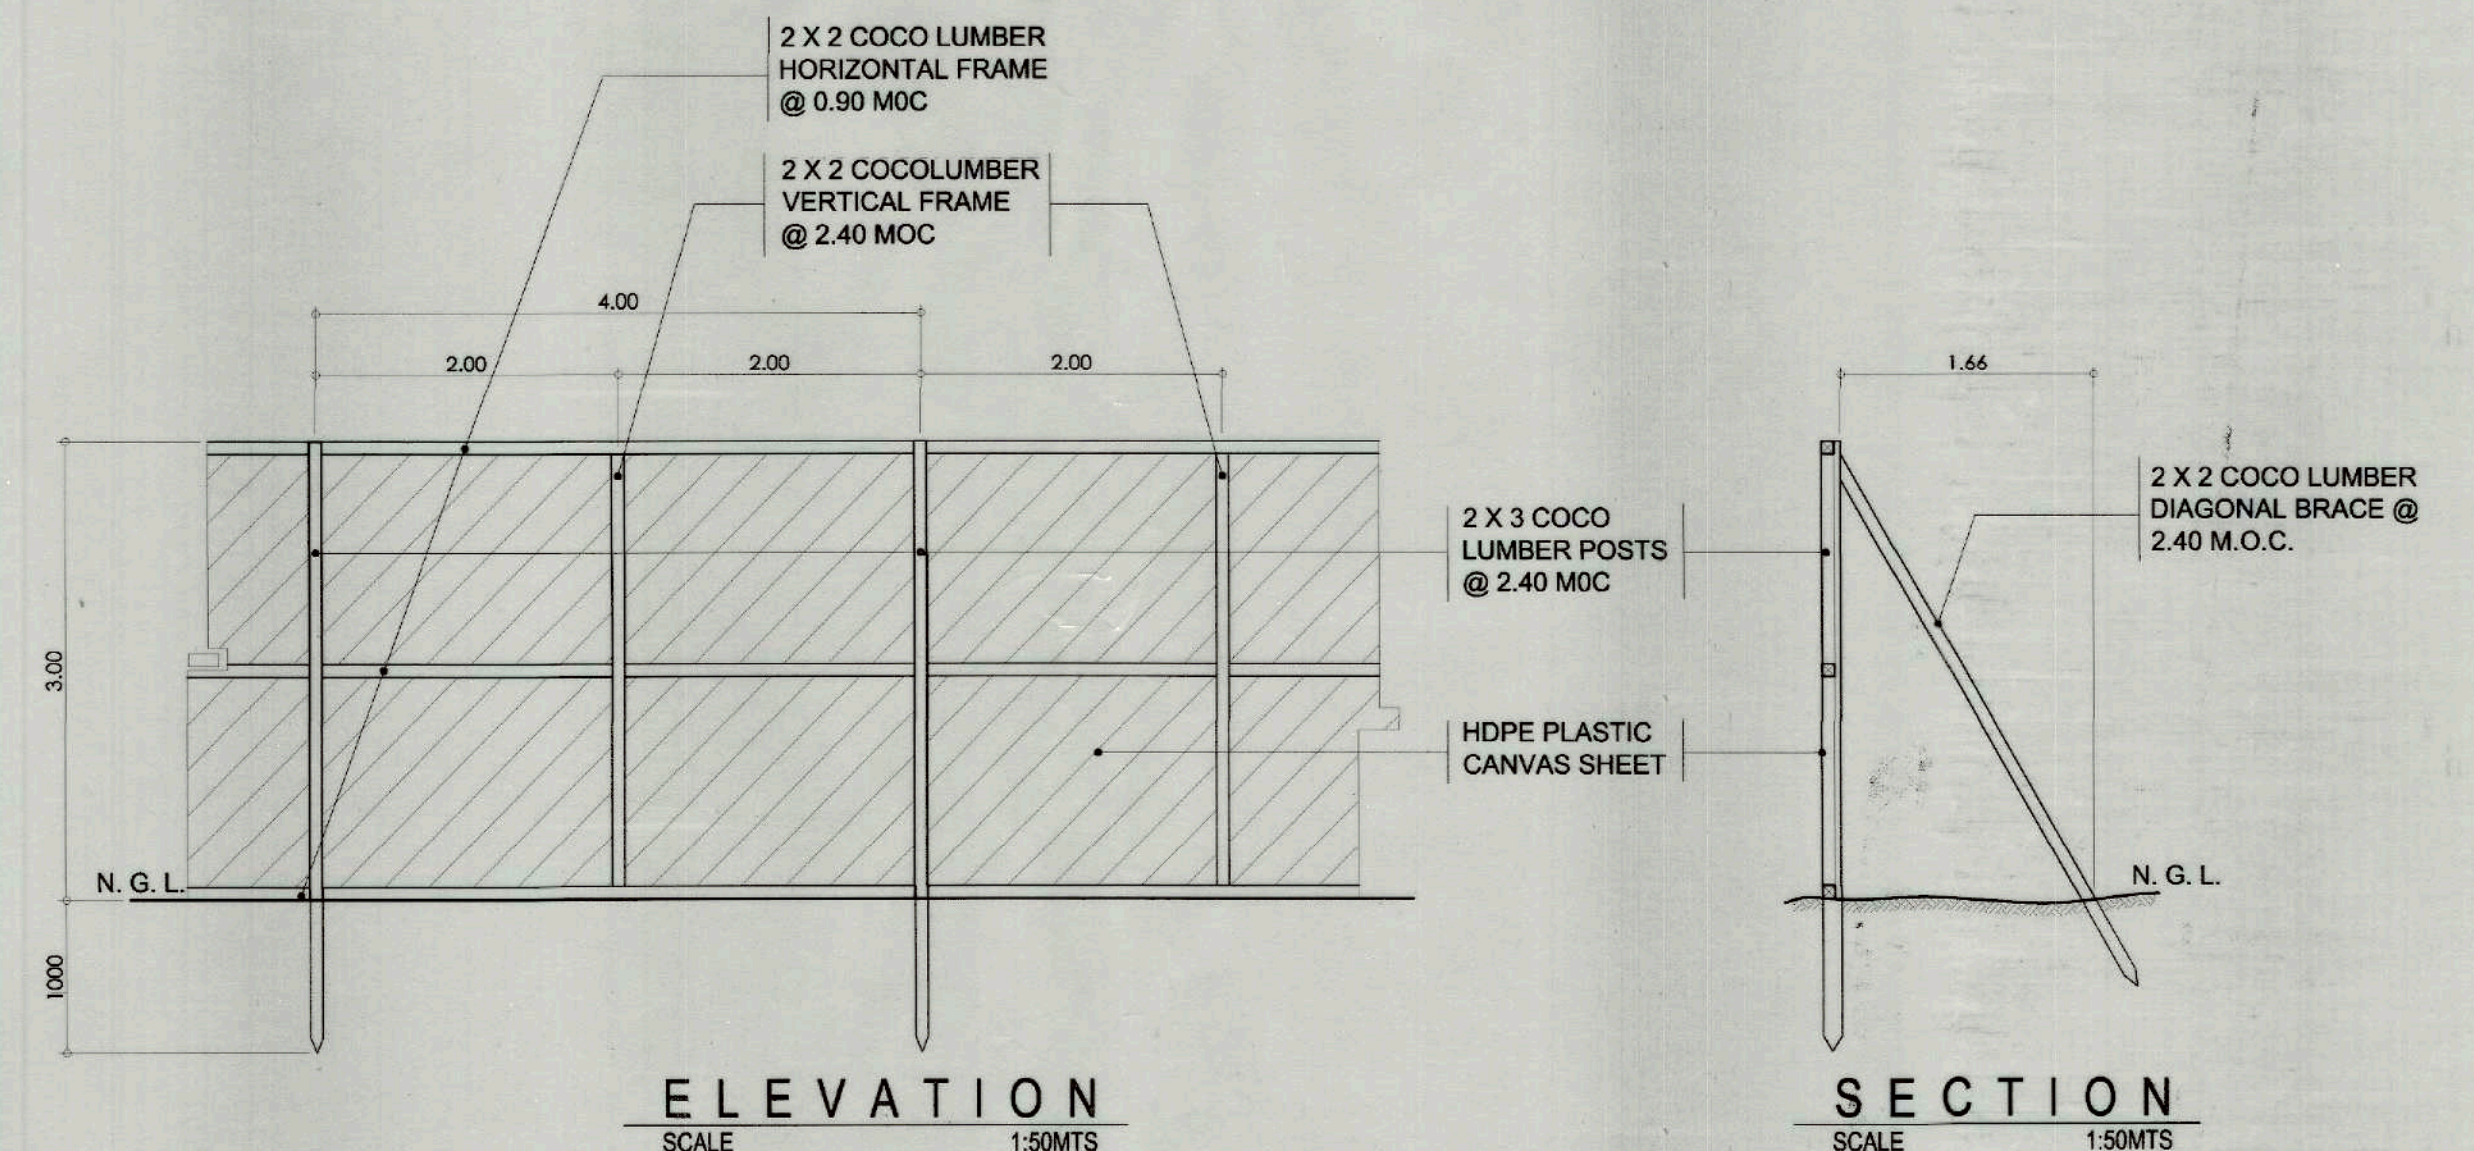 2 X 2 COCO LUMBER
HORIZONTAL FRAME
@ 0.90 M0C
2 X 2 COCOLUMBER
VERTICAL FRAME
@ 2.40 MOC
4.00
2.00
2.00
2.00
1.66
2 X 2 COCO LUMBER
DIAGONAL BRACE @
2.40 M.O.C.
2 X 3 COCO
LUMBER POSTS
@ 2.40 M0C
3.00
HDPE PLASTIC
CANVAS SHEET
N. G. L.
N. G. L.
1000
ELEVATION
SCALE 1:50MTS
SECTION
SCALE 1:50MTS